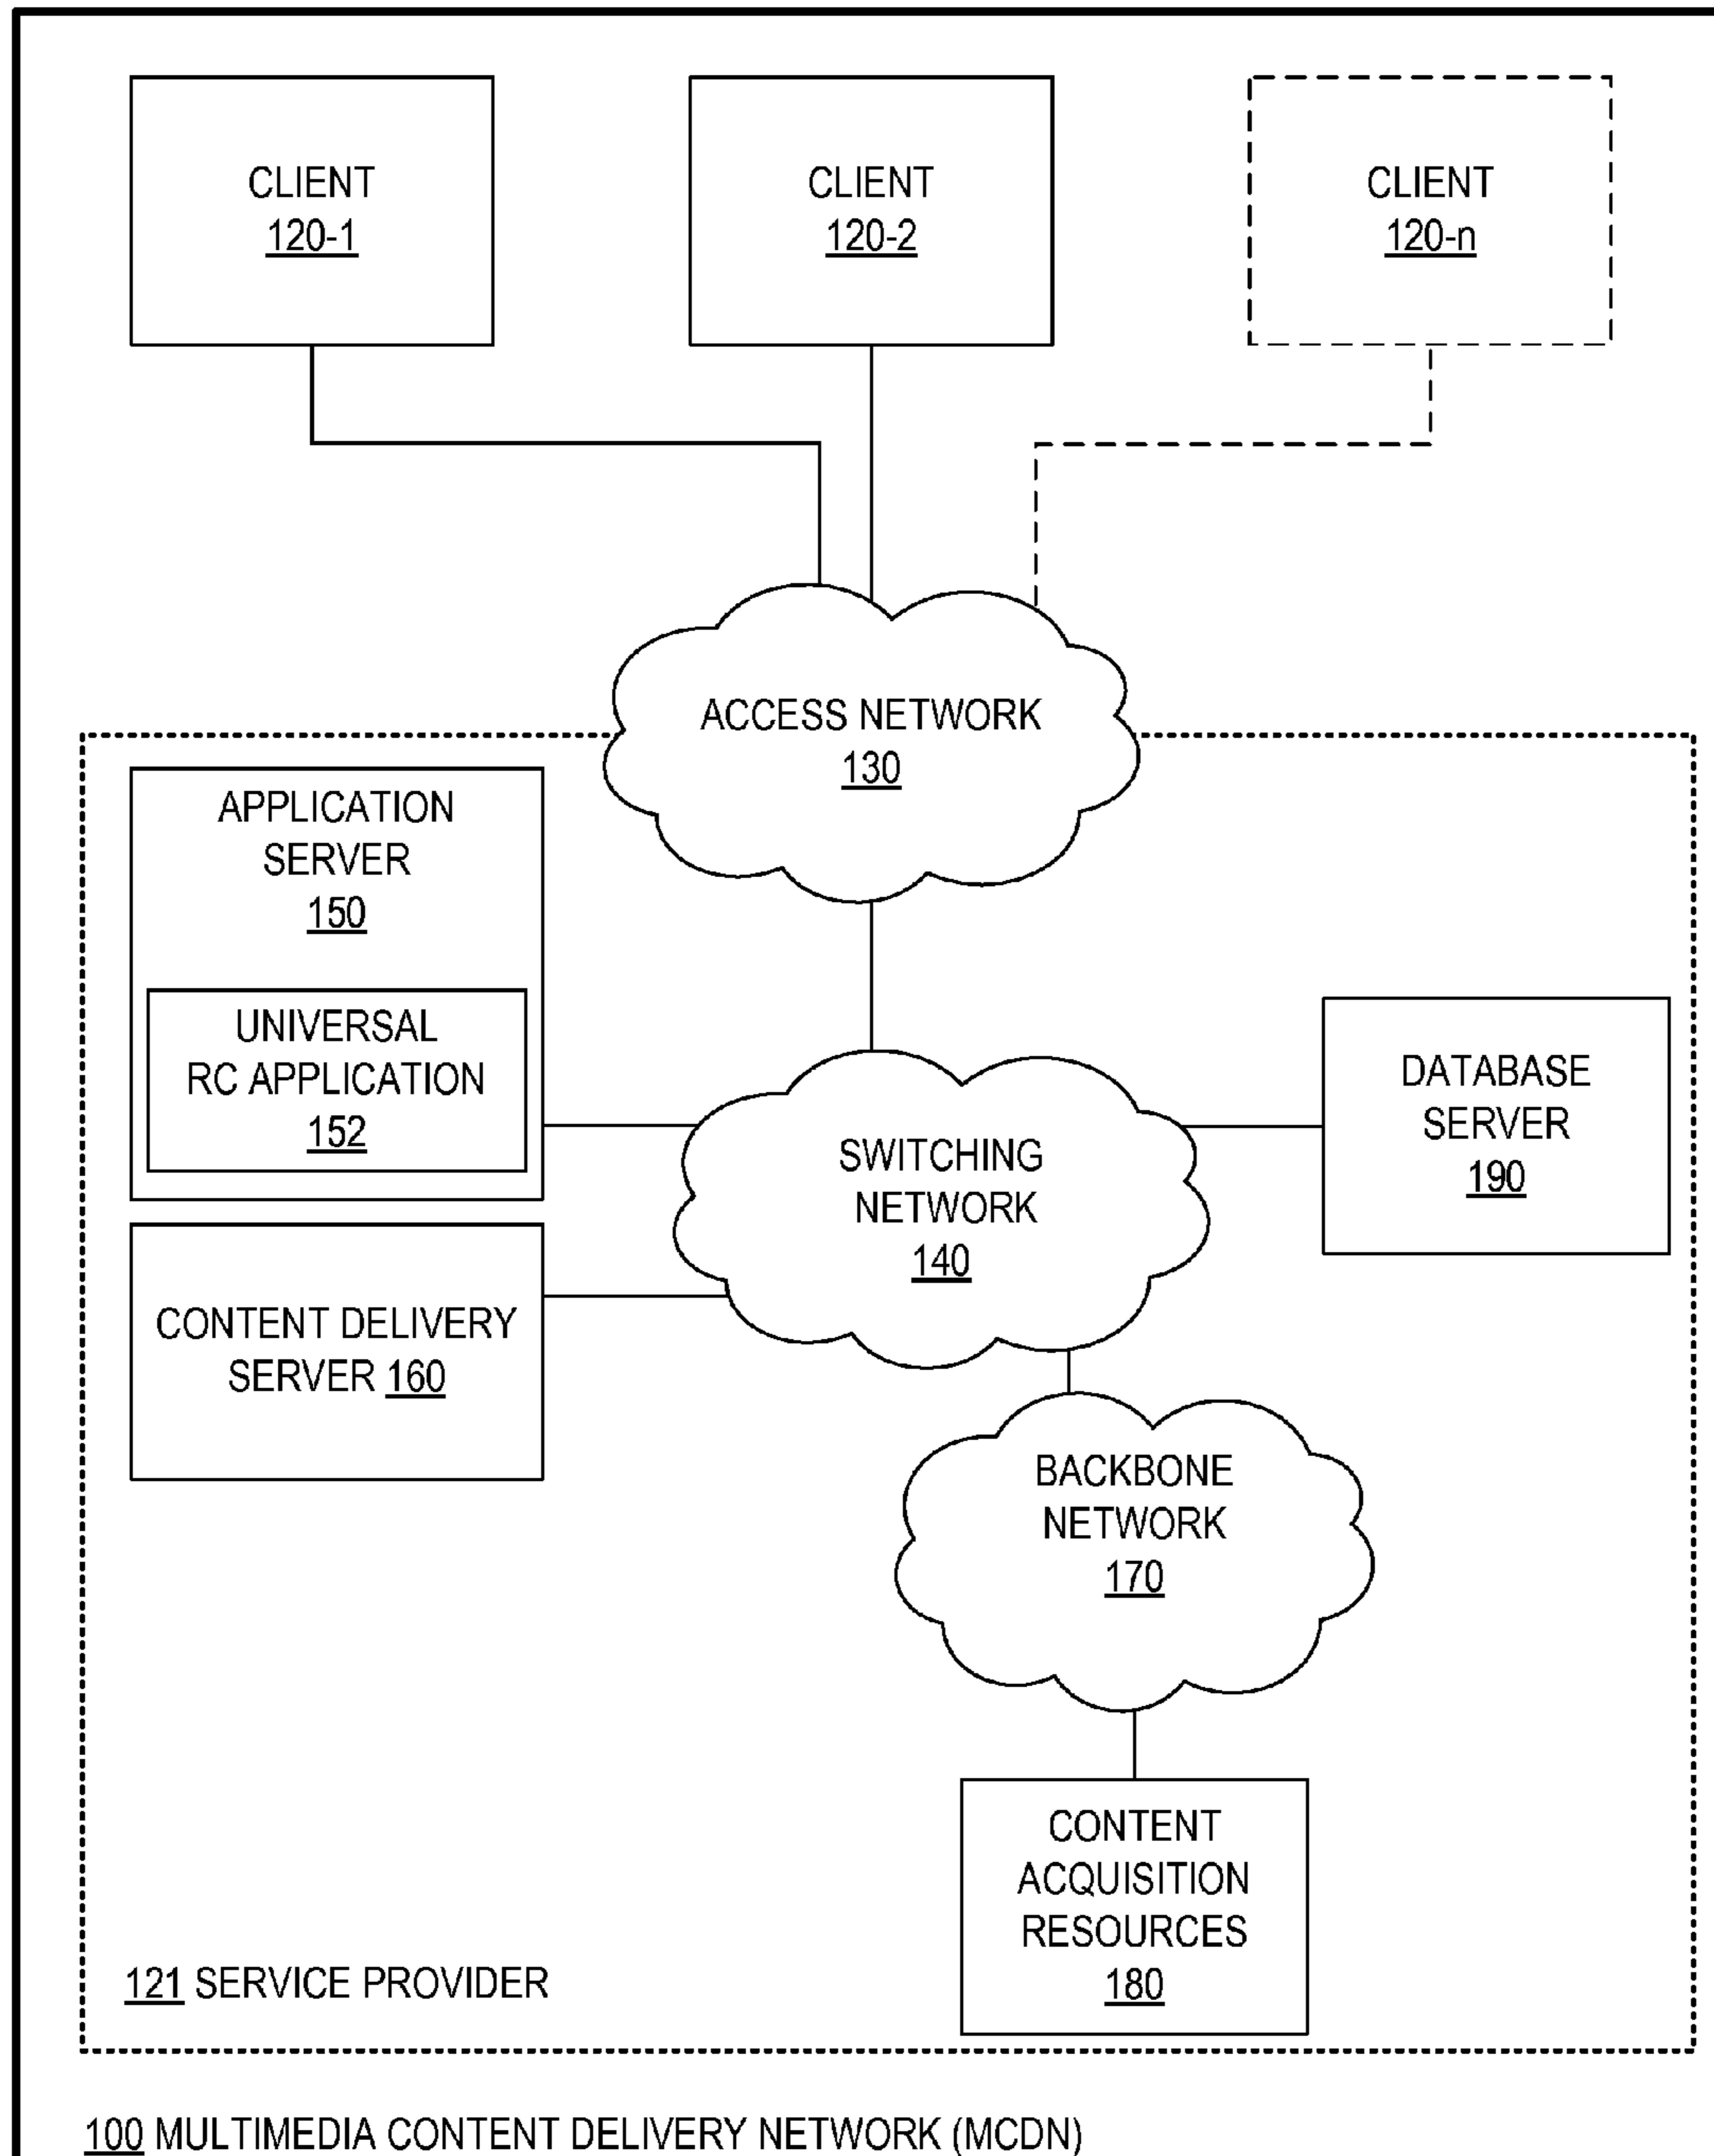 CLIENT
120-1
CLIENT
120-2
CLIENT
120-n
ACCESS NETWORK
130
APPLICATION
SERVER
150
UNIVERSAL
RC APPLICATION
152
SWITCHING
NETWORK
140
DATABASE
SERVER
190
CONTENT DELIVERY
SERVER 160
BACKBONE
NETWORK
170
CONTENT
ACQUISITION
RESOURCES
180
121 SERVICE PROVIDER
100 MULTIMEDIA CONTENT DELIVERY NETWORK (MCDN)